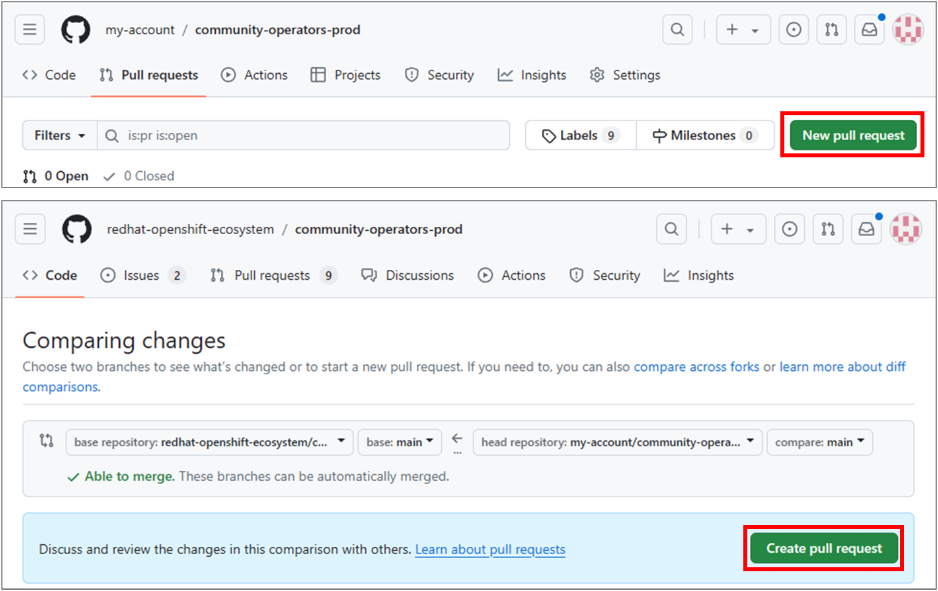 my-account / community-operators-prod
Code Pull requests Actions Projects Security Insights Settings
Filters is:pr is:open Labels 9 Milestones 0 New pull request
0 Open 0 Closed
redhat-openshift-ecosystem / community-operators-prod
Code Issues 2 Pull requests 9 Discussions Actions Security Insights
Comparing changes
Choose two branches to see what's changed or to start a new pull request. If you need to, you can also compare across forks or learn more about diff
comparisons.
base repository: redhat-openshift-ecosystem/c... base: main ← head repository: my-account/community-opera... compare: main
...
Able to merge. These branches can be automatically merged.
Discuss and review the changes in this comparison with others. Learn about pull requests Create pull request